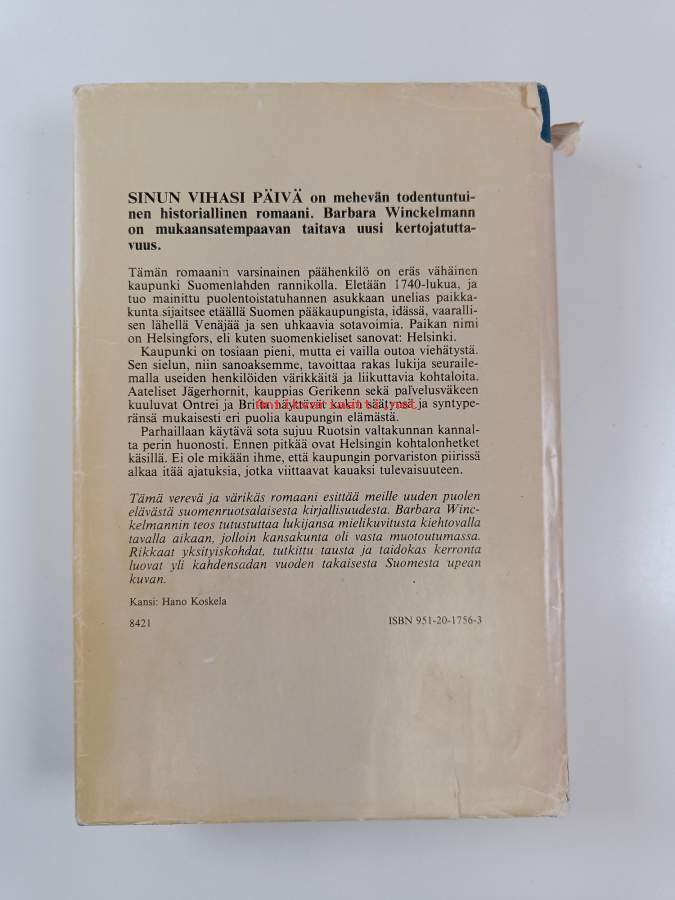 SINUN VIHASI PÄIVÄ on mehevän todentuntui-
nen historiallinen romaani. Barbara Winckelmann
on mukaansatempaavan taitava uusi kertojatutta-
vuus.
Tämän romaanin varsinainen päähenkilö on eräs vähäinen
kaupunki Suomenlahden rannikolla. Eletään 1740-lukua, ja
tuo mainittu puolentoistatuhannen asukkaan unelias paikka-
kunta sijaitsee etäällä Suomen pääkaupungista, idässä, vaaralli-
sen lähellä Venäjää ja sen uhkaavia sotavoimia. Paikan nimi
on Helsingfors, eli kuten suomenkieliset sanovat: Helsinki.
Kaupunki on tosiaan pieni, mutta ei vailla outoa viehätystä.
Sen sielun, niin sanoaksemme, tavoittaa rakas lukija seuraile-
malla useiden henkilöiden värikkäitä ja liikuttavia kohtaloita.
Aateliset Jägerhornit, kauppias Gerikenn sekä palvelusväkeen
kuuluvat Ontrei ja Brita näyttävät kukin säätynsä ja syntype-
ränsä mukaisesti eri puolia kaupungin elämästä.
Parhaillaan käytävä sota sujuu Ruotsin valtakunnan kannal-
ta perin huonosti. Ennen pitkää ovat Helsingin kohtalonhetket
käsillä. Ei ole mikään ihme, että kaupungin porvariston piirissä
alkaa itää ajatuksia, jotka viittaavat kauaksi tulevaisuuteen.
Tämä verevä ja värikäs romaani esittää meille uuden puolen
elävästä suomenruotsalaisesta kirjallisuudesta. Barbara Winc-
kelmannin teos tutustuttaa lukijansa mielikuvitusta kiehtovalla
tavalla aikaan, jolloin kansakunta oli vasta muotoutumassa.
Rikkaat yksityiskohdat, tutkittu tausta ja taidokas kerronta
luovat yli kahdensadan vuoden takaisesta Suomesta upean
kuvan.
Kansi: Hano Koskela
8421 ISBN 951-20-1756-3